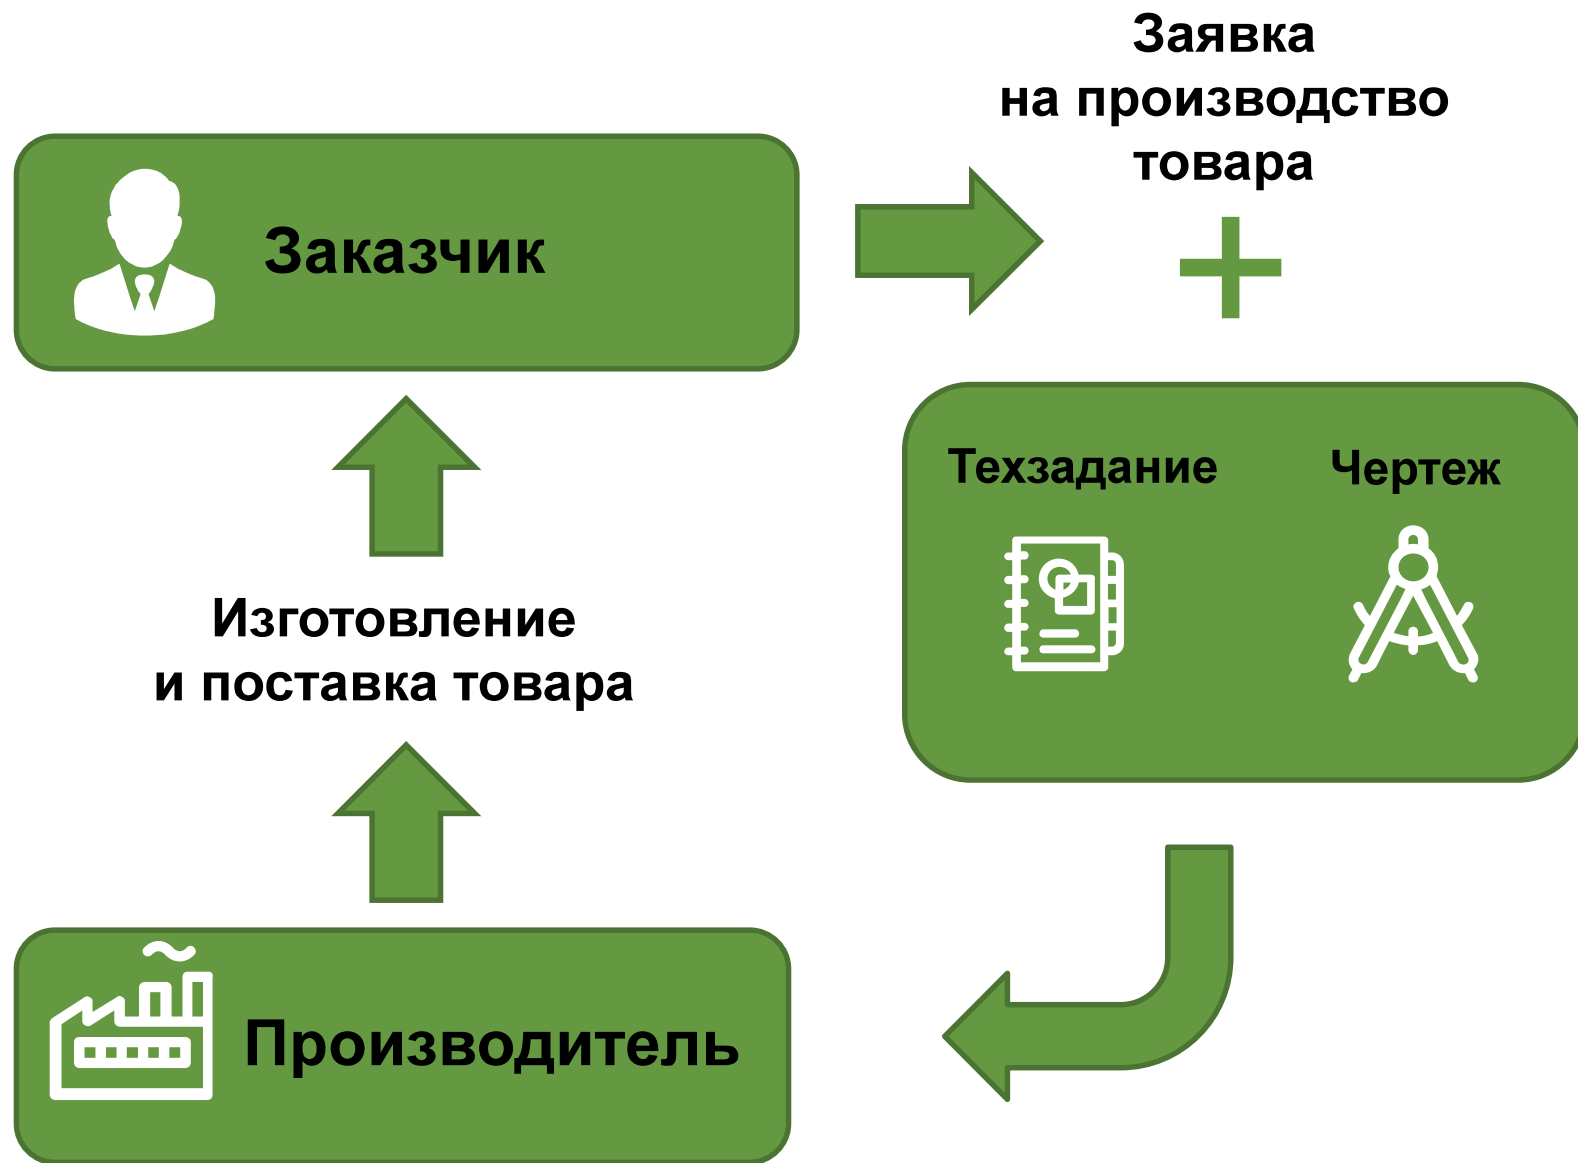 Заявка
на производство
товара
Заказчик
Техзадание
Чертеж
Изготовление
и поставка товара
Производитель